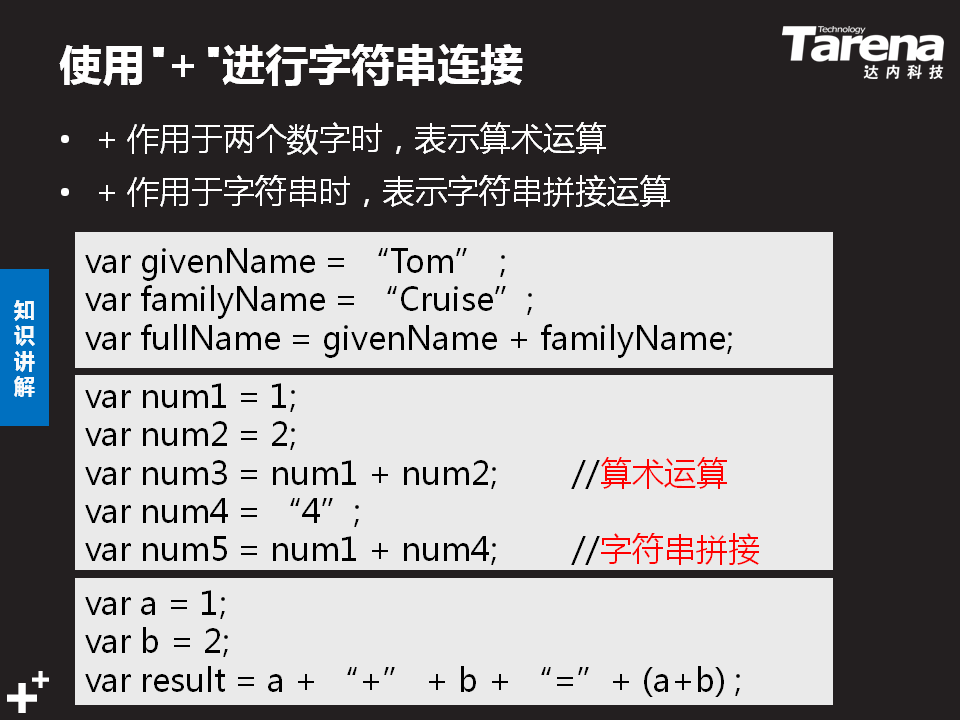 使用"+"进行字符串连接
Technology
Tarena
达内科技
• + 作用于两个数字时，表示算术运算
• + 作用于字符串时，表示字符串拼接运算
知识讲解
var givenName = “Tom” ;
var familyName = “Cruise” ;
var fullName = givenName + familyName;
var num1 = 1;
var num2 = 2;
var num3 = num1 + num2; //算术运算
var num4 = “4” ;
var num5 = num1 + num4; //字符串拼接
var a = 1;
var b = 2;
var result = a + “+” + b + “=” + (a+b) ;